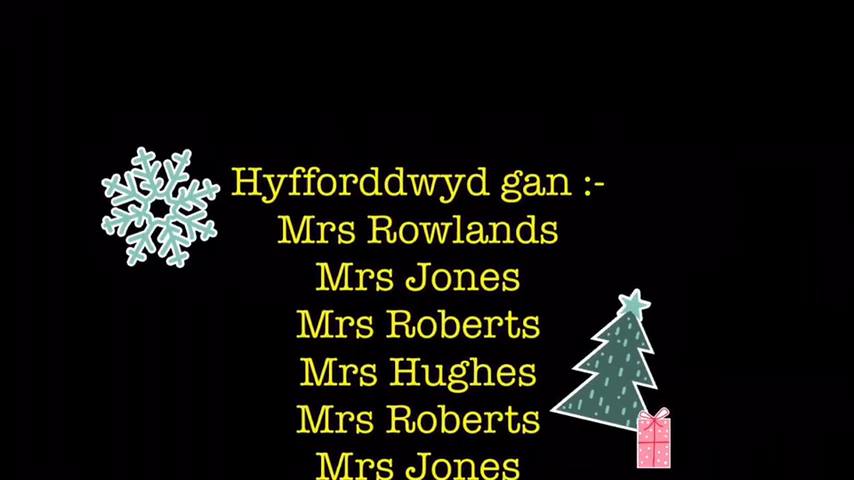 Hyfforddwyd gan :-
Mrs Rowlands
Mrs Jones
Mrs Roberts
Mrs Hughes
Mrs Roberts
Mrs Jones